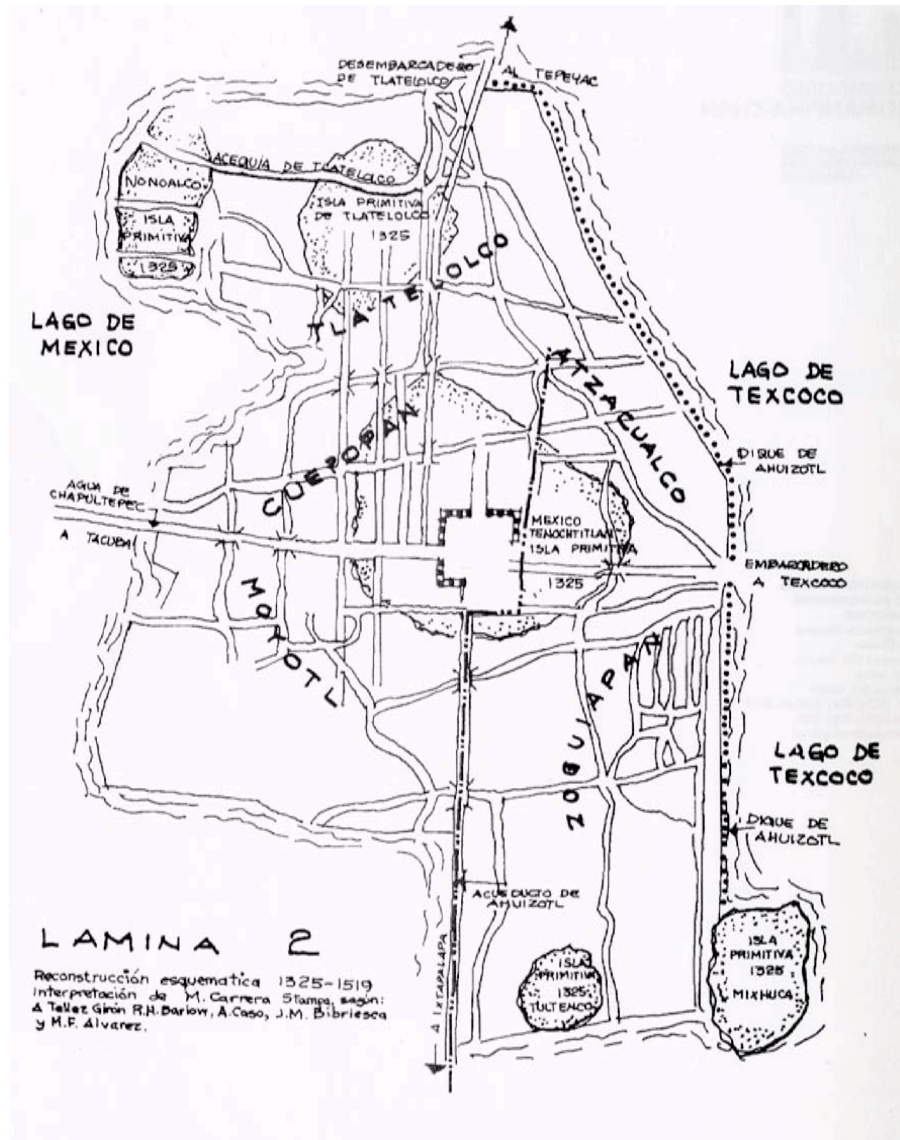 DESEMBARCADERO
DE TLATELOLCO
AL TEPEYAC
ACEQUÍA DE TLATELOLCO
NONOALCO
ISLA
PRIMITIVA
1325
ISLA PRIMITIVA
DE TLATELOLCO
1325
TLATELOLCO
LAGO DE
MEXICO
ATZACUALCO
LAGO DE
TEXCOCO
CUEPOPAN
DIQUE DE
AHUIZOTL
AGUA DE
CHAPULTEPEC
A TACUBA
MEXICO
TENOCHTITLAN
ISLA PRIMITIVA
1325
EMBARCADERO
A TEXCOCO
MOYOTL
ZOQUIAPAN
LAGO DE
TEXCOCO
DIQUE DE
AHUIZOTL
ACUEDUCTO DE
AHUIZOTL
A IXTAPALAPA
ISLA
PRIMITIVA
1325
TULTENCO
ISLA
PRIMITIVA
1325
MIXHUCA
LAMINA 2
Reconstrucción esquematica 1325-1519
Interpretación de M. Carrera Stampa, según:
A Tellez Girón R.H. Barlow, A. Caso, J.M. Bibriesca
y M.F. Alvarez.